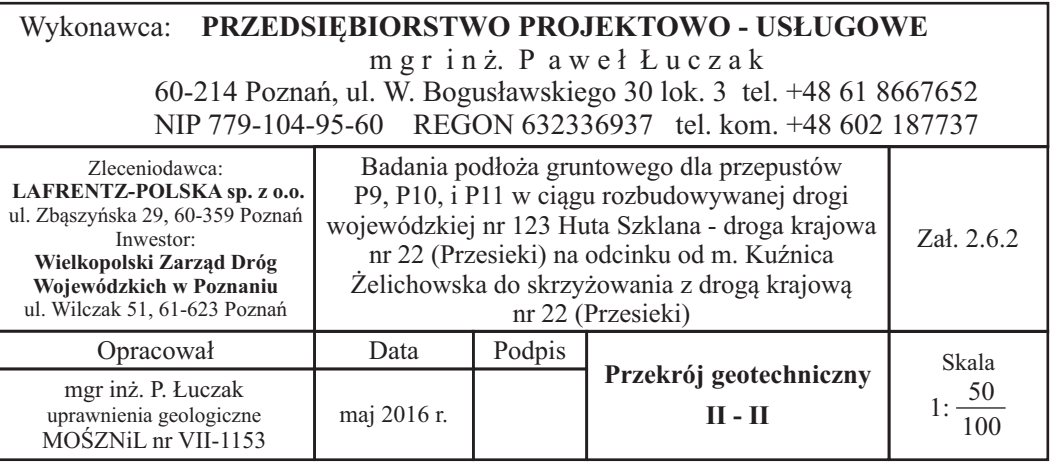 Wykonawca: PRZEDSIĘBIORSTWO PROJEKTOWO - USŁUGOWE
mgr inż. Paweł Łuczak
60-214 Poznań, ul. W. Bogusławskiego 30 lok. 3 tel. +48 61 8667652
NIP 779-104-95-60 REGON 632336937 tel. kom. +48 602 187737
Zleceniodawca:
LAFRENTZ-POLSKA sp. z o.o.
ul. Zbąszyńska 29, 60-359 Poznań
Inwestor:
Wielkopolski Zarząd Dróg
Wojewódzkich w Poznaniu
ul. Wilczak 51, 61-623 Poznań
Badania podłoża gruntowego dla przepustów
P9, P10, i P11 w ciągu rozbudowywanej drogi
wojewódzkiej nr 123 Huta Szklana - droga krajowa
nr 22 (Przesieki) na odcinku od m. Kuźnica
Żelichowska do skrzyżowania z drogą krajową
nr 22 (Przesieki)
Zał. 2.6.2
Opracował
Data
Podpis
mgr inż. P. Łuczak
uprawnienia geologiczne
MOŚZNiL nr VII-1153
maj 2016 r.
Przekrój geotechniczny
II - II
Skala
1: 50
100